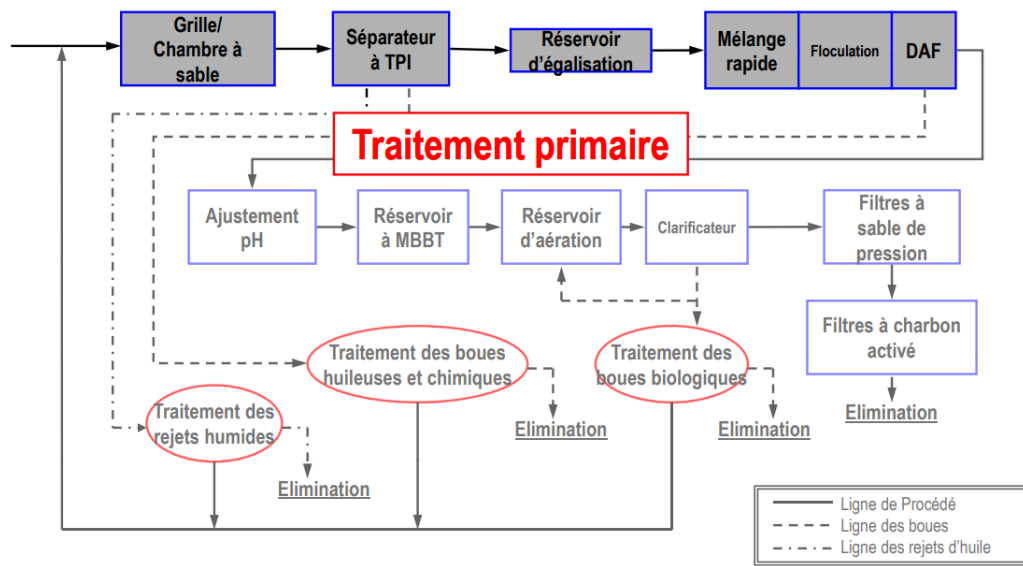 Grille/
Chambre à
sable
Séparateur
à TPI
Réservoir
d'égalisation
Mélange
rapide
Floculation
DAF
Traitement primaire
Ajustement
pH
Réservoir
à MBBT
Réservoir
d'aération
Clarificateur
Filtres à
sable de
pression
Filtres à charbon
activé
Elimination
Traitement des boues
huileuses et chimiques
Elimination
Traitement des
boues biologiques
Elimination
Traitement des
rejets humides
Elimination
Ligne de Procédé
Ligne des boues
Ligne des rejets d'huile